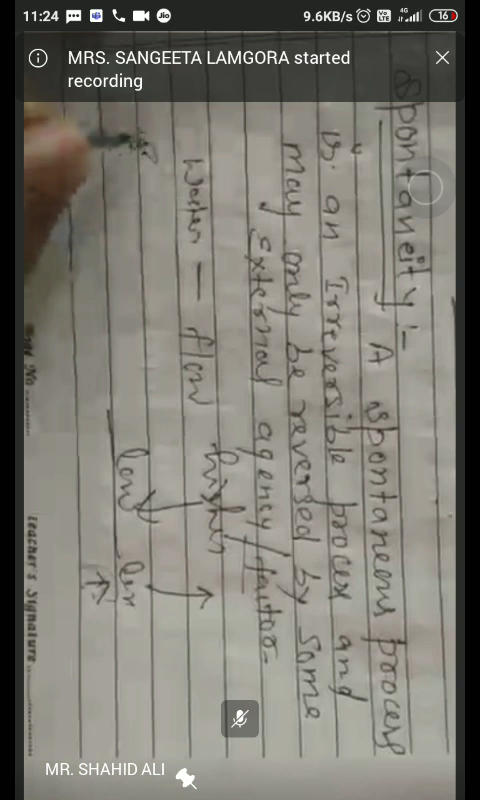 11:24
9.6KB/s
4G
16
MRS. SANGEETA LAMGORA started
recording
Spontaneity :-
A spontaneous process
is an Irreversible process and
may only be reversed by some
external agency/factor.
Water — flow higher
low
Teacher's Signature
MR. SHAHID ALI